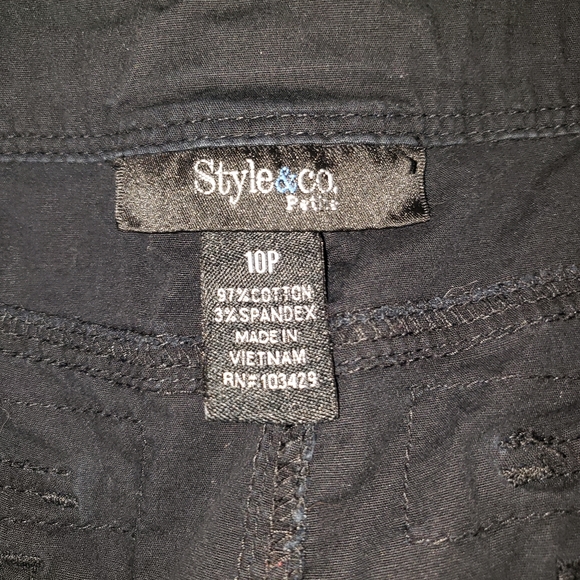 Style&co.
Petite
10P
97% COTTON
3% SPANDEX
MADE IN
VIETNAM
RN# 103429